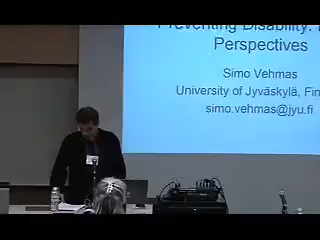 Preventing Disability:
Perspectives
Simo Vehmas
University of Jyväskylä, Fin
simo.vehmas@jyu.fi